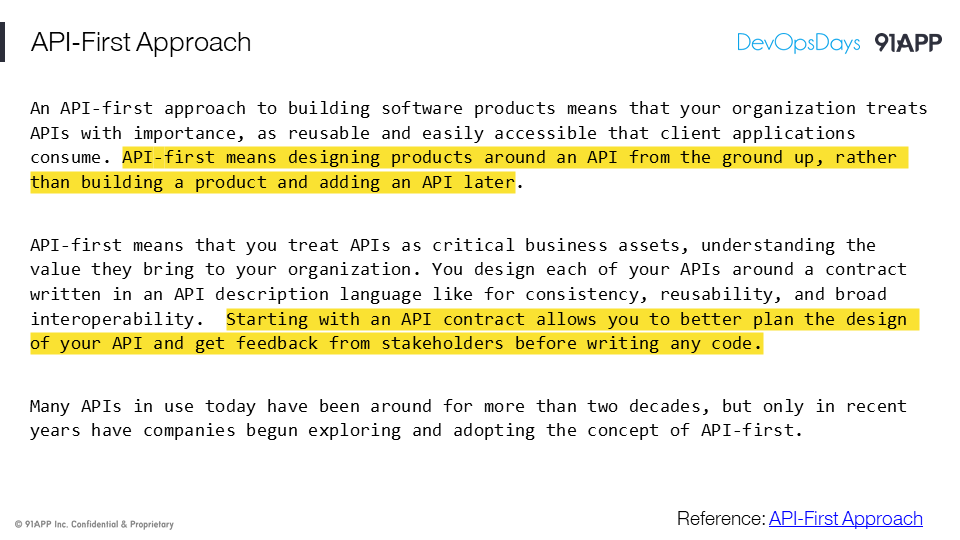 API-First Approach
DevOpsDays 91APP
An API-first approach to building software products means that your organization treats
APIs with importance, as reusable and easily accessible that client applications
consume. API-first means designing products around an API from the ground up, rather
than building a product and adding an API later.
API-first means that you treat APIs as critical business assets, understanding the
value they bring to your organization. You design each of your APIs around a contract
written in an API description language like for consistency, reusability, and broad
interoperability.  Starting with an API contract allows you to better plan the design
of your API and get feedback from stakeholders before writing any code.
Many APIs in use today have been around for more than two decades, but only in recent
years have companies begun exploring and adopting the concept of API-first.
© 91APP Inc. Confidential & Proprietary
Reference: API-First Approach